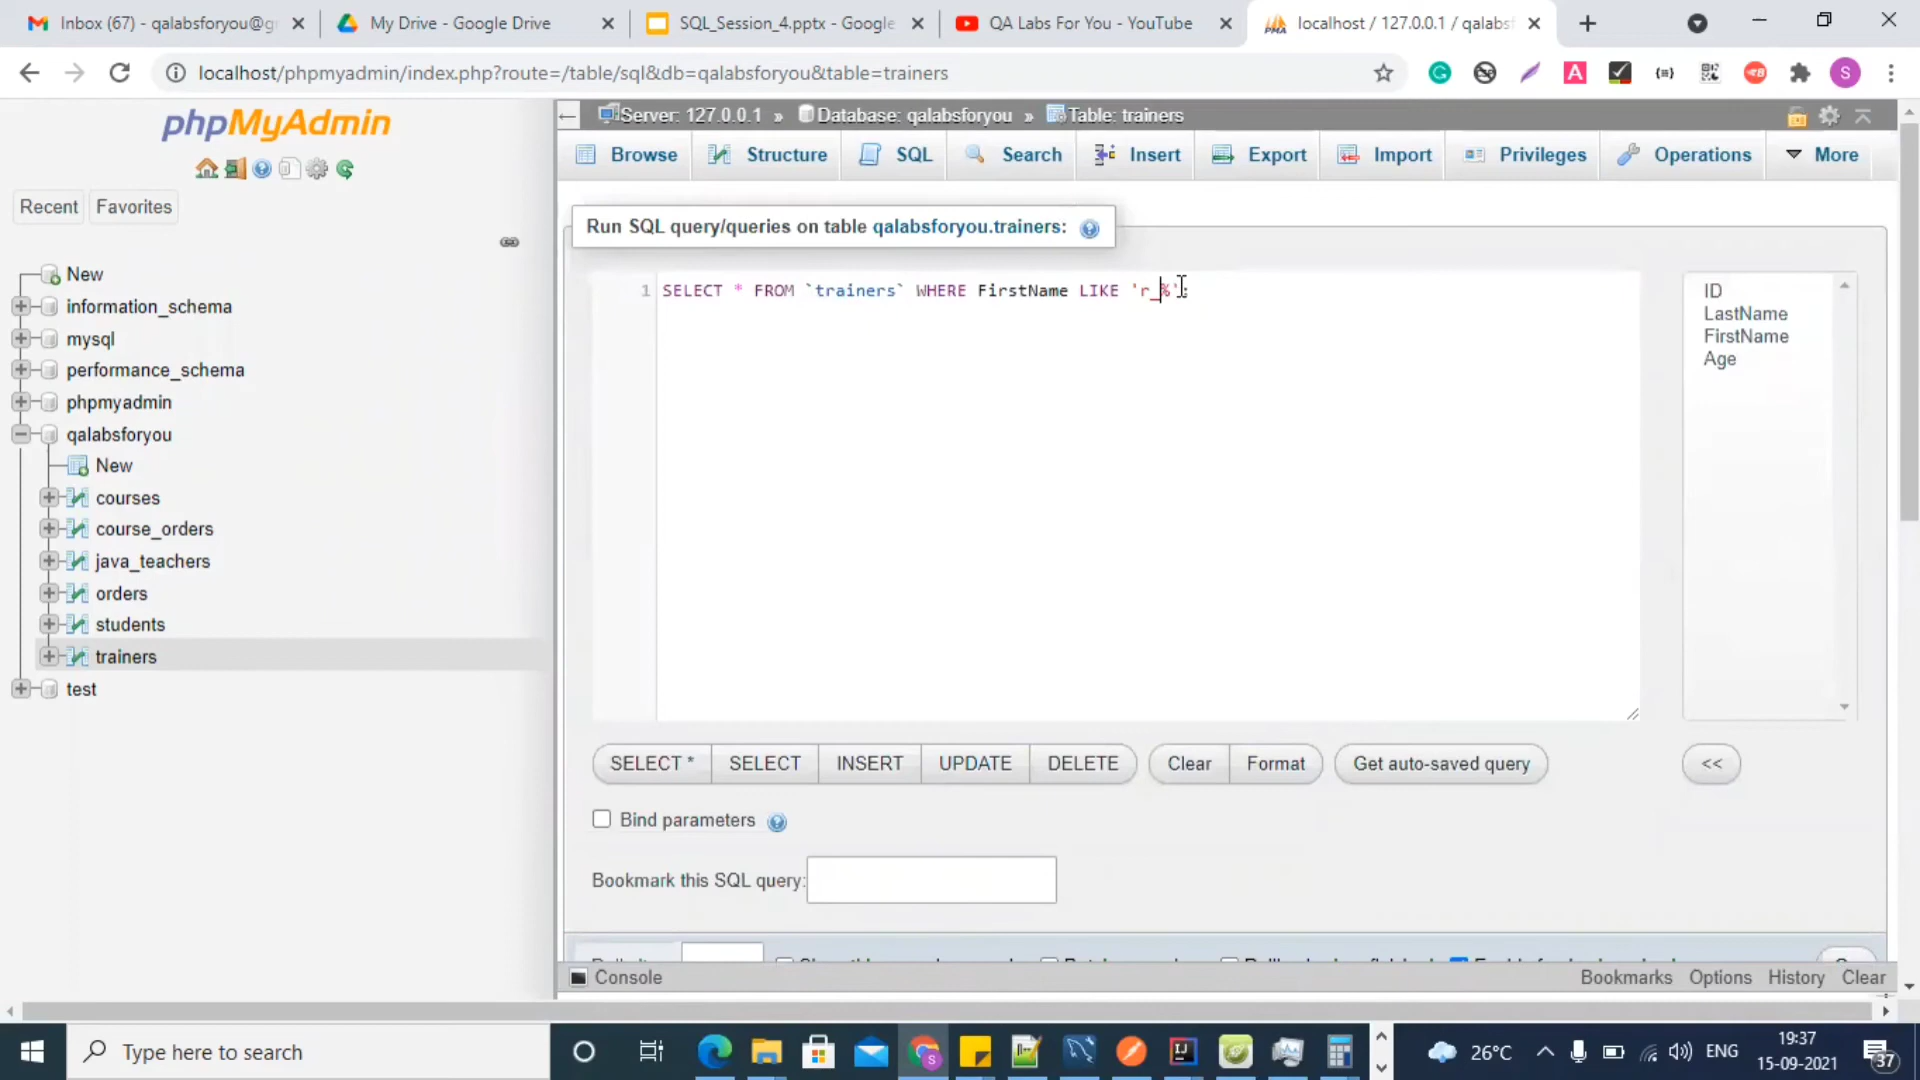 Inbox (67) - qalabsforyou@gm
My Drive - Google Drive
SQL_Session_4.pptx - Google
QA Labs For You - YouTube
localhost / 127.0.0.1 / qalabsf
localhost/phpmyadmin/index.php?route=/table/sql&db=qalabsforyou&table=trainers
phpMyAdmin
Recent
Favorites
New
information_schema
mysql
performance_schema
phpmyadmin
qalabsforyou
New
courses
course_orders
java_teachers
orders
students
trainers
test
Server: 127.0.0.1 » Database: qalabsforyou » Table: trainers
Browse Structure SQL Search Insert Export Import Privileges Operations More
Run SQL query/queries on table qalabsforyou.trainers:
1 SELECT * FROM `trainers` WHERE FirstName LIKE 'r_%';
ID
LastName
FirstName
Age
SELECT * SELECT INSERT UPDATE DELETE Clear Format Get auto-saved query <<
Bind parameters
Bookmark this SQL query:
Console
Bookmarks Options History Clear
Type here to search
26°C
ENG
19:37
15-09-2021
37